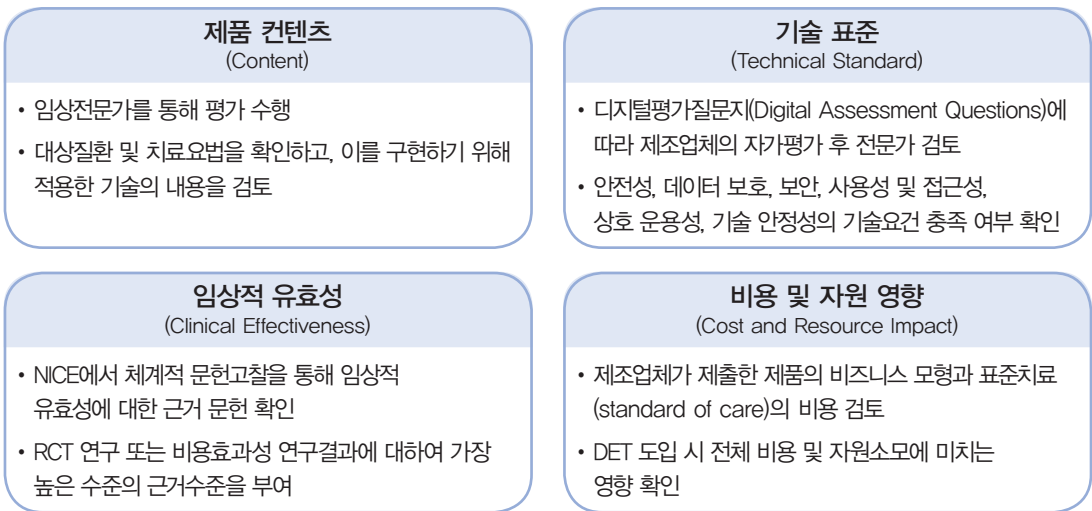 제품 컨텐츠
(Content)
• 임상전문가를 통해 평가 수행
• 대상질환 및 치료요법을 확인하고, 이를 구현하기 위해
적용한 기술의 내용을 검토
기술 표준
(Technical Standard)
• 디지털평가질문지(Digital Assessment Questions)에
따라 제조업체의 자가평가 후 전문가 검토
• 안전성, 데이터 보호, 보안, 사용성 및 접근성,
상호 운용성, 기술 안정성의 기술요건 충족 여부 확인
임상적 유효성
(Clinical Effectiveness)
• NICE에서 체계적 문헌고찰을 통해 임상적
유효성에 대한 근거 문헌 확인
• RCT 연구 또는 비용효과성 연구결과에 대하여 가장
높은 수준의 근거수준을 부여
비용 및 자원 영향
(Cost and Resource Impact)
• 제조업체가 제출한 제품의 비즈니스 모형과 표준치료
(standard of care)의 비용 검토
• DET 도입 시 전체 비용 및 자원소모에 미치는
영향 확인